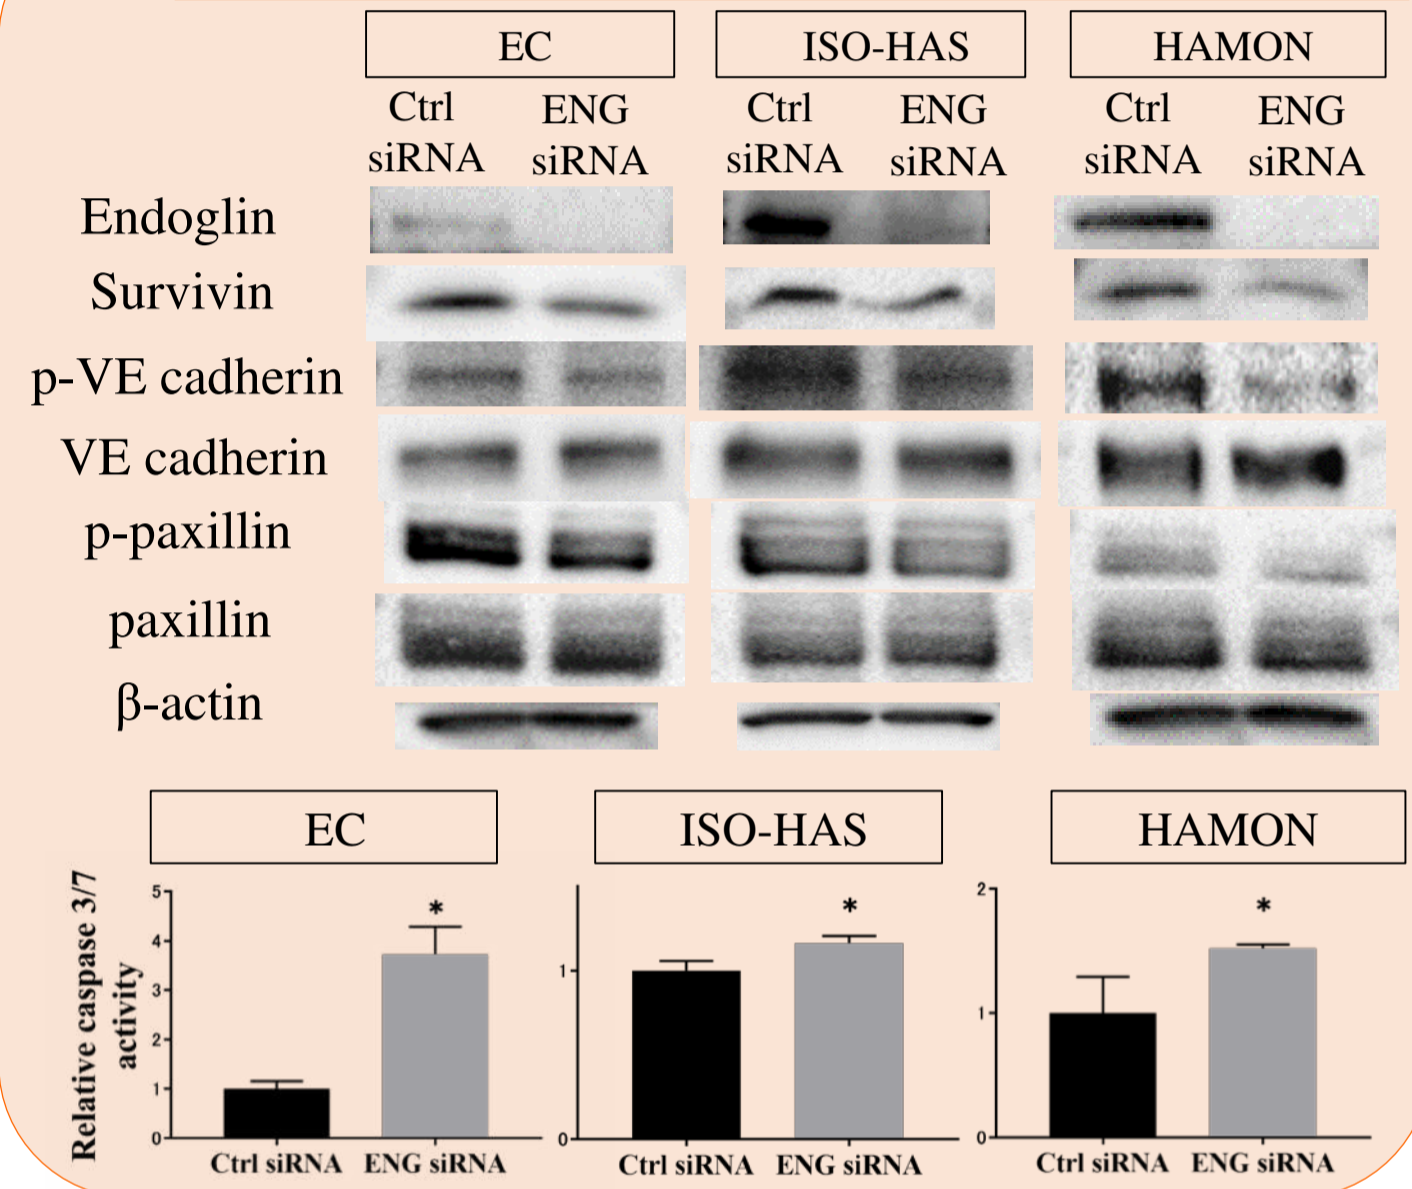 EC ISO-HAS HAMON
Ctrl siRNA ENG siRNA Ctrl siRNA ENG siRNA Ctrl siRNA ENG siRNA
Endoglin
Survivin
p-VE cadherin
VE cadherin
p-paxillin
paxillin
β-actin
EC
Relative caspase 3/7
activity
5
4
3
2
1
0
*
Ctrl siRNA ENG siRNA
ISO-HAS
1
0
*
Ctrl siRNA ENG siRNA
HAMON
2
1
0
*
Ctrl siRNA ENG siRNA